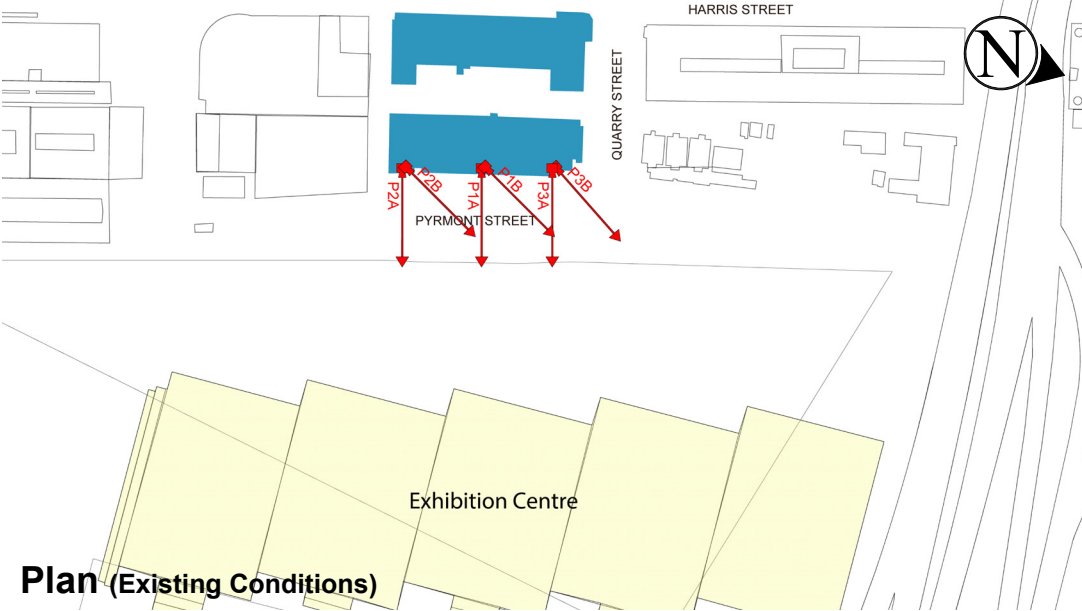 HARRIS STREET
N
QUARRY STREET
P2A
P2B
P1A
P1B
P3A
P3B
PYRMONT STREET
Exhibition Centre
Plan (Existing Conditions)